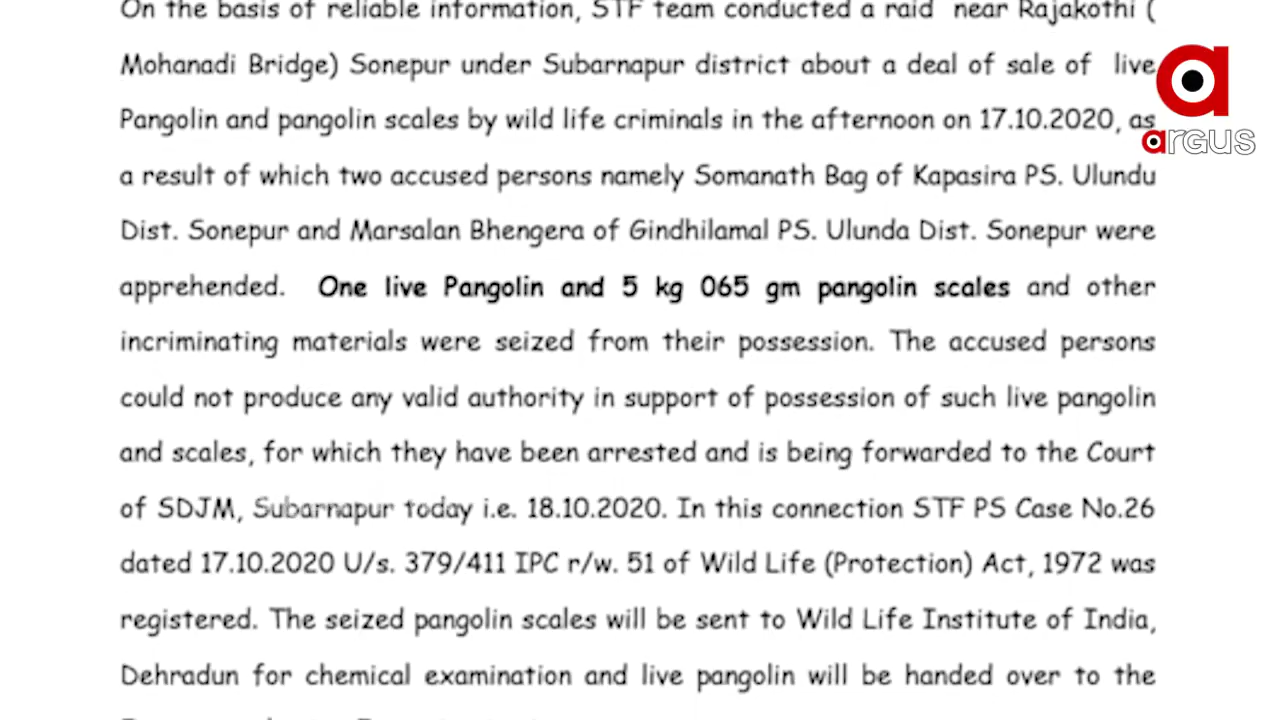 On the basis of reliable information, STF team conducted a raid near Rajakothi (
Mohanadi Bridge) Sonepur under Subarnapur district about a deal of sale of live
Pangolin and pangolin scales by wild life criminals in the afternoon on 17.10.2020, as
a result of which two accused persons namely Somanath Bag of Kapasira PS. Ulundu
Dist. Sonepur and Marsalan Bhengera of Gindhilamal PS. Ulunda Dist. Sonepur were
apprehended. One live Pangolin and 5 kg 065 gm pangolin scales and other
incriminating materials were seized from their possession. The accused persons
could not produce any valid authority in support of possession of such live pangolin
and scales, for which they have been arrested and is being forwarded to the Court
of SDJM, Subarnapur today i.e. 18.10.2020. In this connection STF PS Case No.26
dated 17.10.2020 U/s. 379/411 IPC r/w. 51 of Wild Life (Protection) Act, 1972 was
registered. The seized pangolin scales will be sent to Wild Life Institute of India,
Dehradun for chemical examination and live pangolin will be handed over to the
a
arGUS